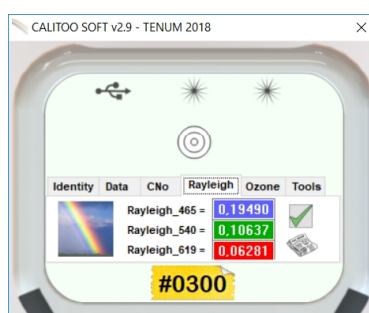 CALITOO SOFT v2.9 - TENUM 2018
Identity Data CNo Rayleigh Ozone Tools
Rayleigh_465 = 0,19490
Rayleigh_540 = 0,10637
Rayleigh_619 = 0,06281
#0300